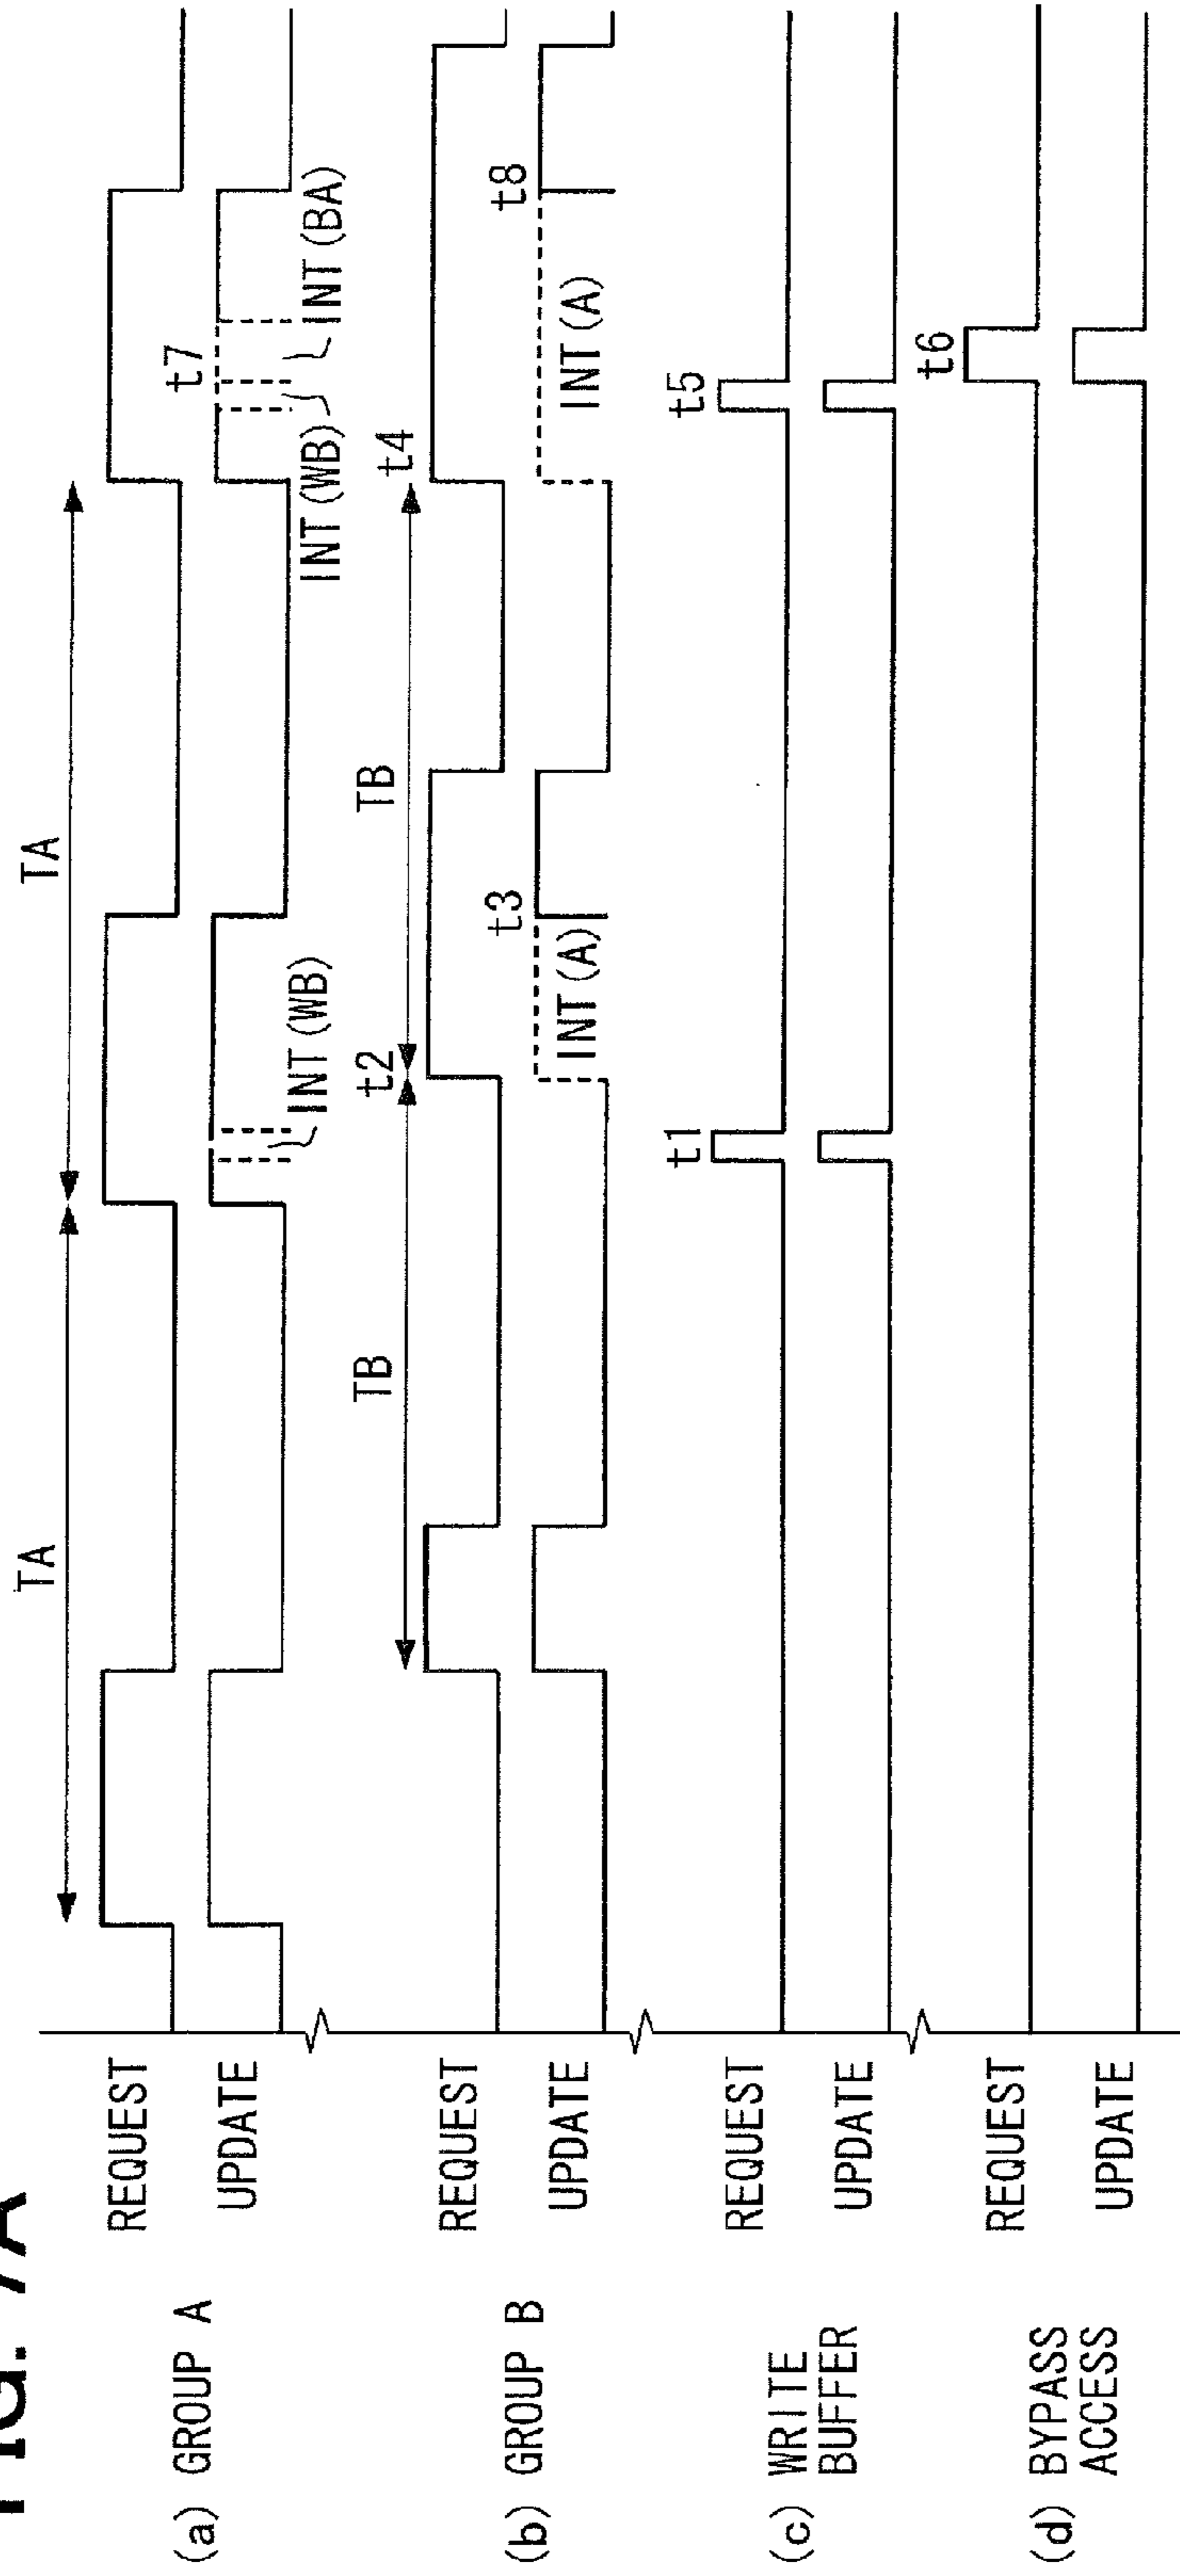 FIG. 7A
TA
TA
(a) GROUP A
REQUEST
UPDATE
t7
INT(WB)
INT(WB)
INT(BA)
TB
TB
t2
t4
(b) GROUP B
REQUEST
UPDATE
t3
t8
INT(A)
INT(A)
(c) WRITE
BUFFER
REQUEST
UPDATE
t1
t5
(d) BYPASS
ACCESS
REQUEST
UPDATE
t6